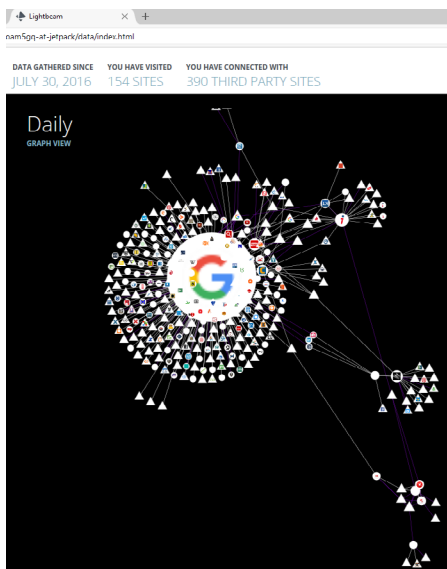 Lightbeam
oam5gq-at-jetpack/data/index.html
DATA GATHERED SINCE
YOU HAVE VISITED
YOU HAVE CONNECTED WITH
JULY 30, 2016
154 SITES
390 THIRD PARTY SITES
Daily
GRAPH VIEW
G